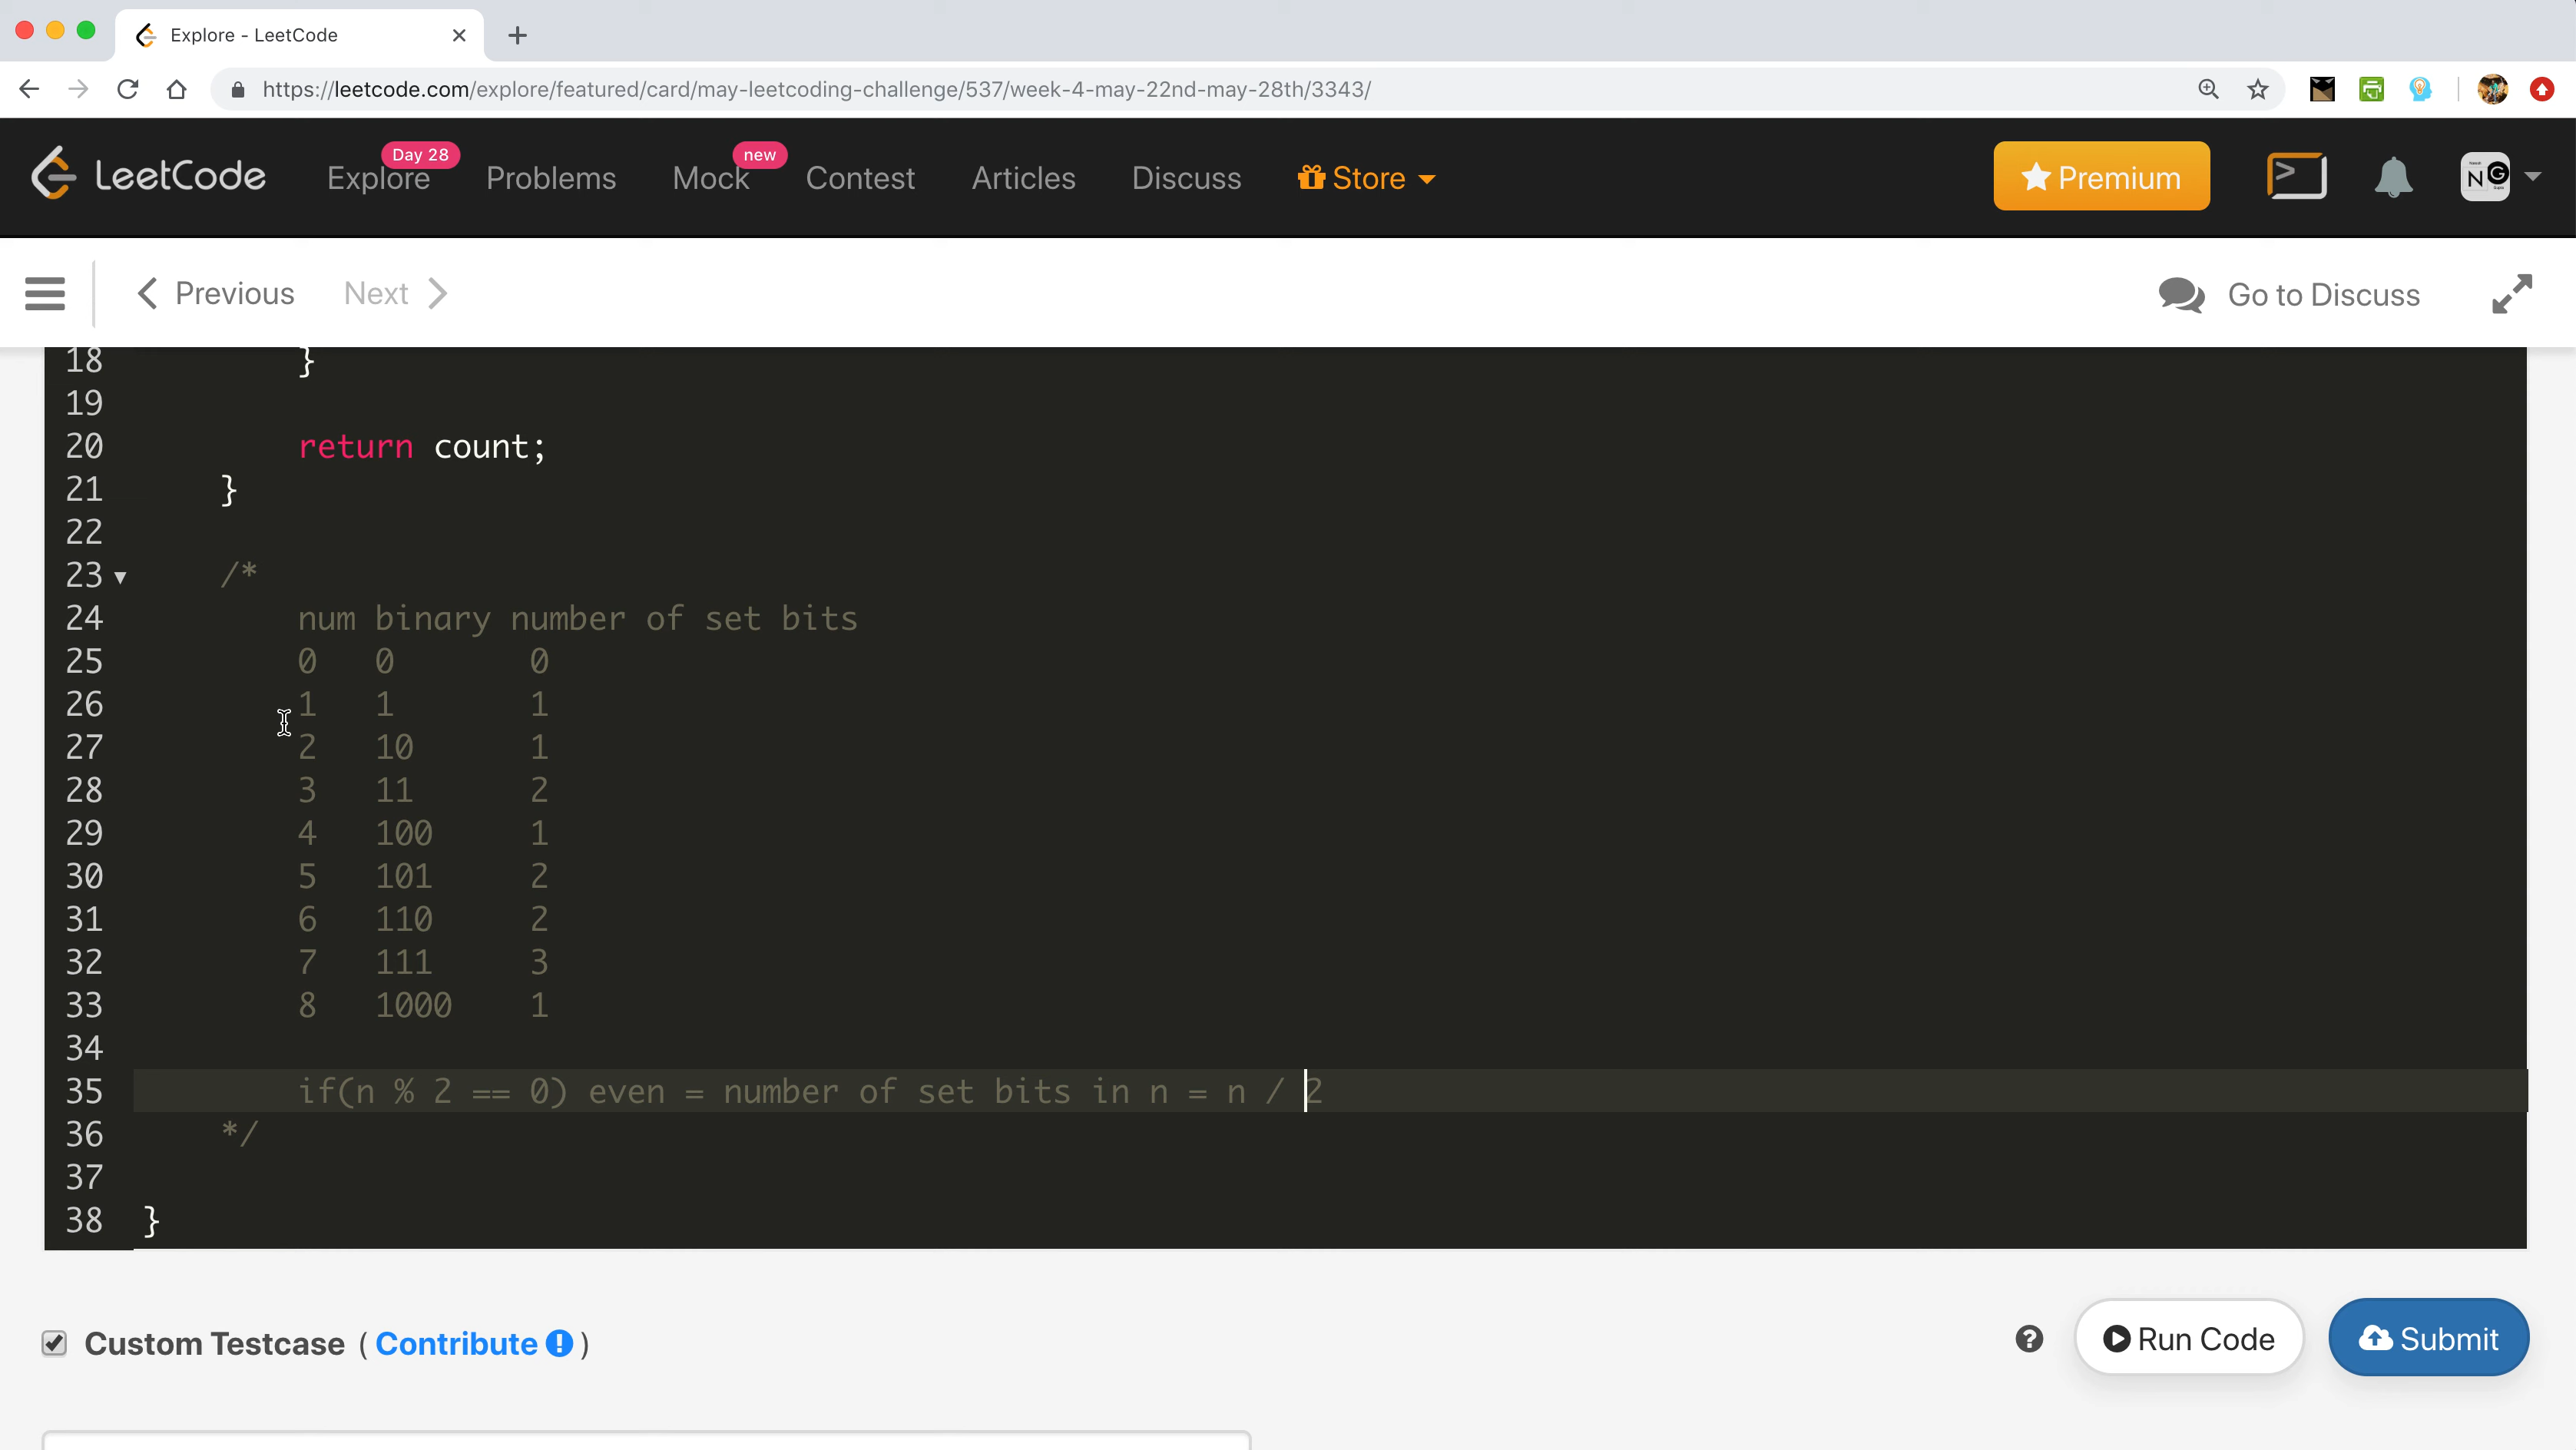 Explore - LeetCode
https://leetcode.com/explore/featured/card/may-leetcoding-challenge/537/week-4-may-22nd-may-28th/3343/
LeetCode Explore Day 28 Problems Mock new Contest Articles Discuss Store Premium N G
Previous Next Go to Discuss
18 }
19
20 return count;
21 }
22
23 /*
24 num binary number of set bits
25 0 0 0
26 1 1 1
27 2 10 1
28 3 11 2
29 4 100 1
30 5 101 2
31 6 110 2
32 7 111 3
33 8 1000 1
34
35 if(n % 2 == 0) even = number of set bits in n = n / 2
36 */
37
38 }
Custom Testcase ( Contribute ! ) ? Run Code Submit